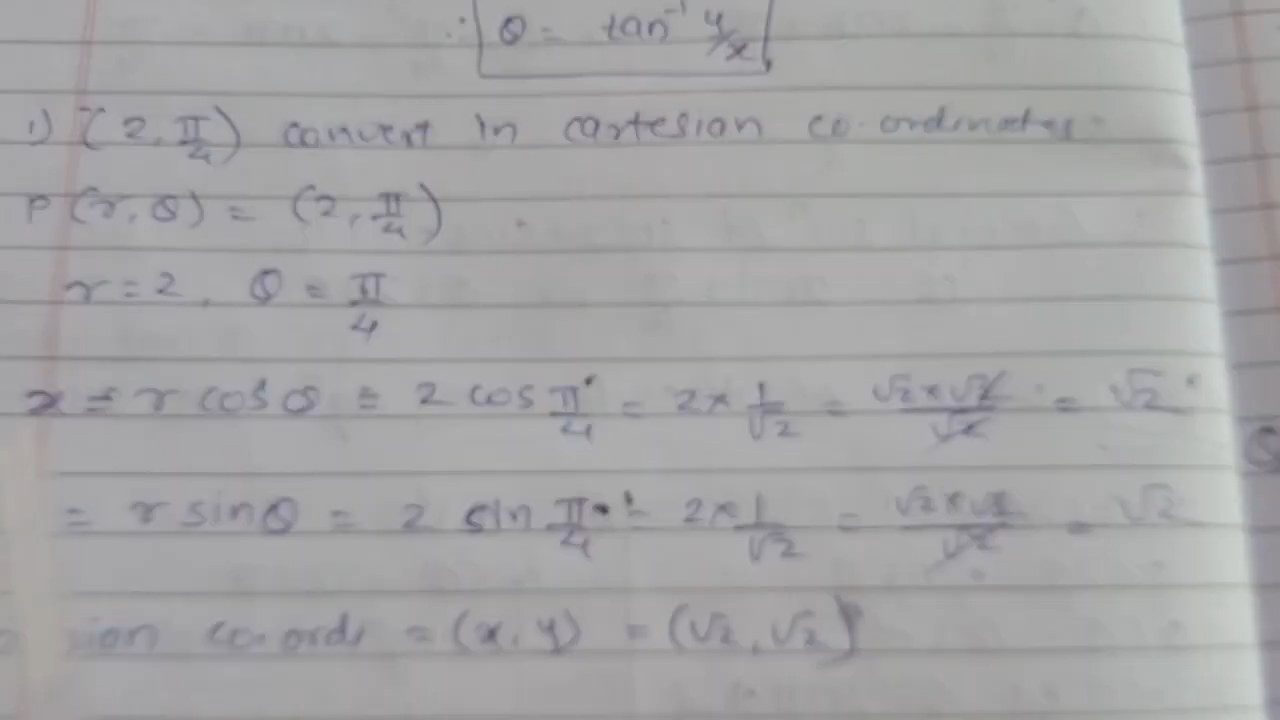 ∴ θ = tan⁻¹ y/x
1) (2, π/4) convert in cartesian co-ordinates
P (r, θ) = (2, π/4)
r = 2, θ = π/4
x = r cos θ = 2 cos π/4 = 2 × 1/√2 = √2 × √2/√2 = √2
= r sin θ = 2 sin π/4 = 2 × 1/√2 = √2 × √2/√2 = √2
co-ords = (x, y) = (√2, √2)